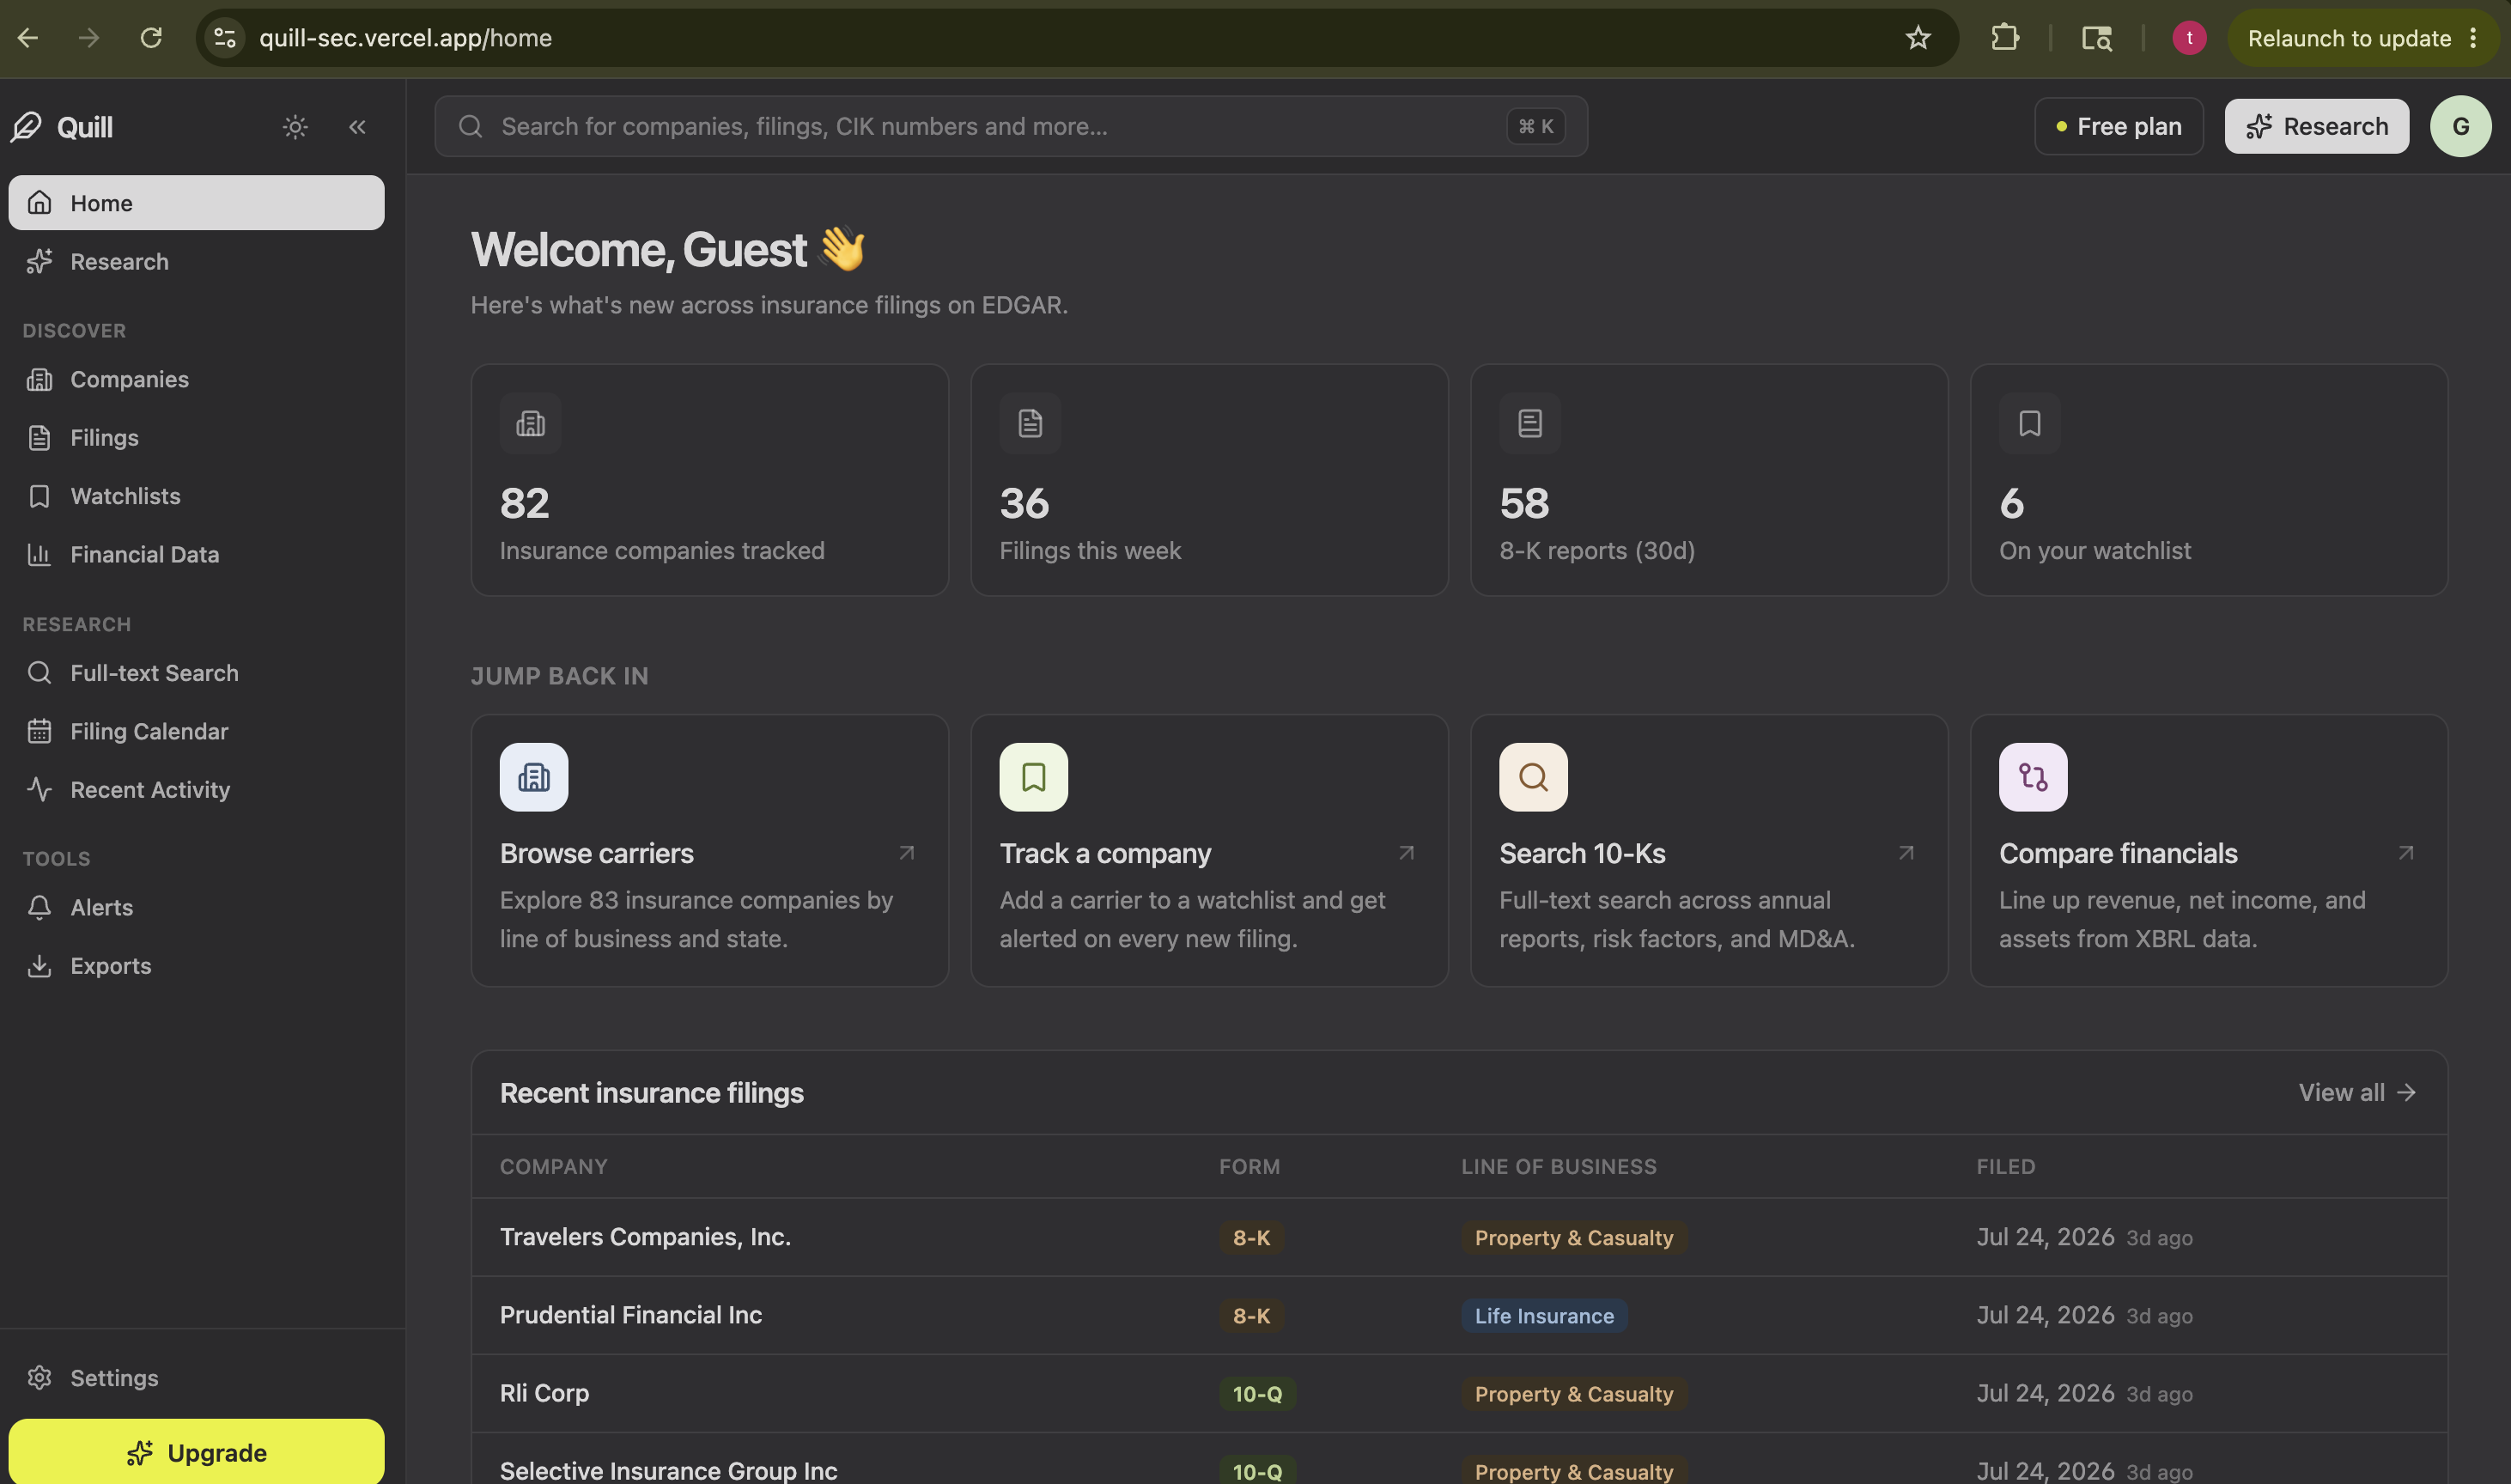 quill-sec.vercel.app/home
t
Relaunch to update
Quill
Search for companies, filings, CIK numbers and more...
⌘ K
Free plan
Research
G
Home
Research
DISCOVER
Companies
Filings
Watchlists
Financial Data
RESEARCH
Full-text Search
Filing Calendar
Recent Activity
TOOLS
Alerts
Exports
Settings
Upgrade
Welcome, Guest 👋
Here's what's new across insurance filings on EDGAR.
82
Insurance companies tracked
36
Filings this week
58
8-K reports (30d)
6
On your watchlist
JUMP BACK IN
Browse carriers
Explore 83 insurance companies by
line of business and state.
Track a company
Add a carrier to a watchlist and get
alerted on every new filing.
Search 10-Ks
Full-text search across annual
reports, risk factors, and MD&A.
Compare financials
Line up revenue, net income, and
assets from XBRL data.
Recent insurance filings
View all →
COMPANY FORM LINE OF BUSINESS FILED
Travelers Companies, Inc. 8-K Property & Casualty Jul 24, 2026 3d ago
Prudential Financial Inc 8-K Life Insurance Jul 24, 2026 3d ago
Rli Corp 10-Q Property & Casualty Jul 24, 2026 3d ago
Selective Insurance Group Inc 10-Q Property & Casualty Jul 24, 2026 3d ago